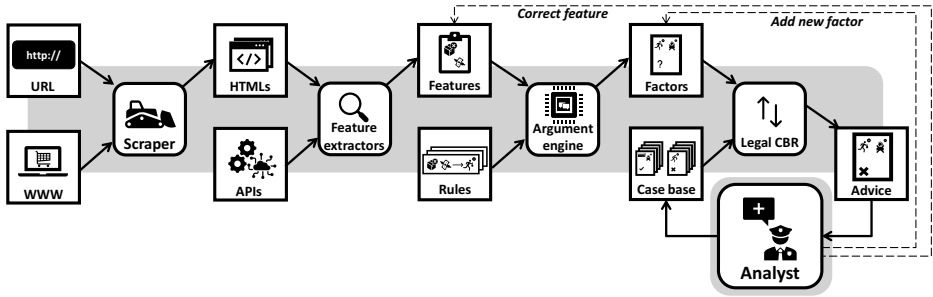 Correct feature
Add new factor
http://
URL
HTMLs
Features
Factors
Scraper
Feature
extractors
Argument
engine
Legal CBR
WWW
APIs
Rules
Case base
Advice
Analyst